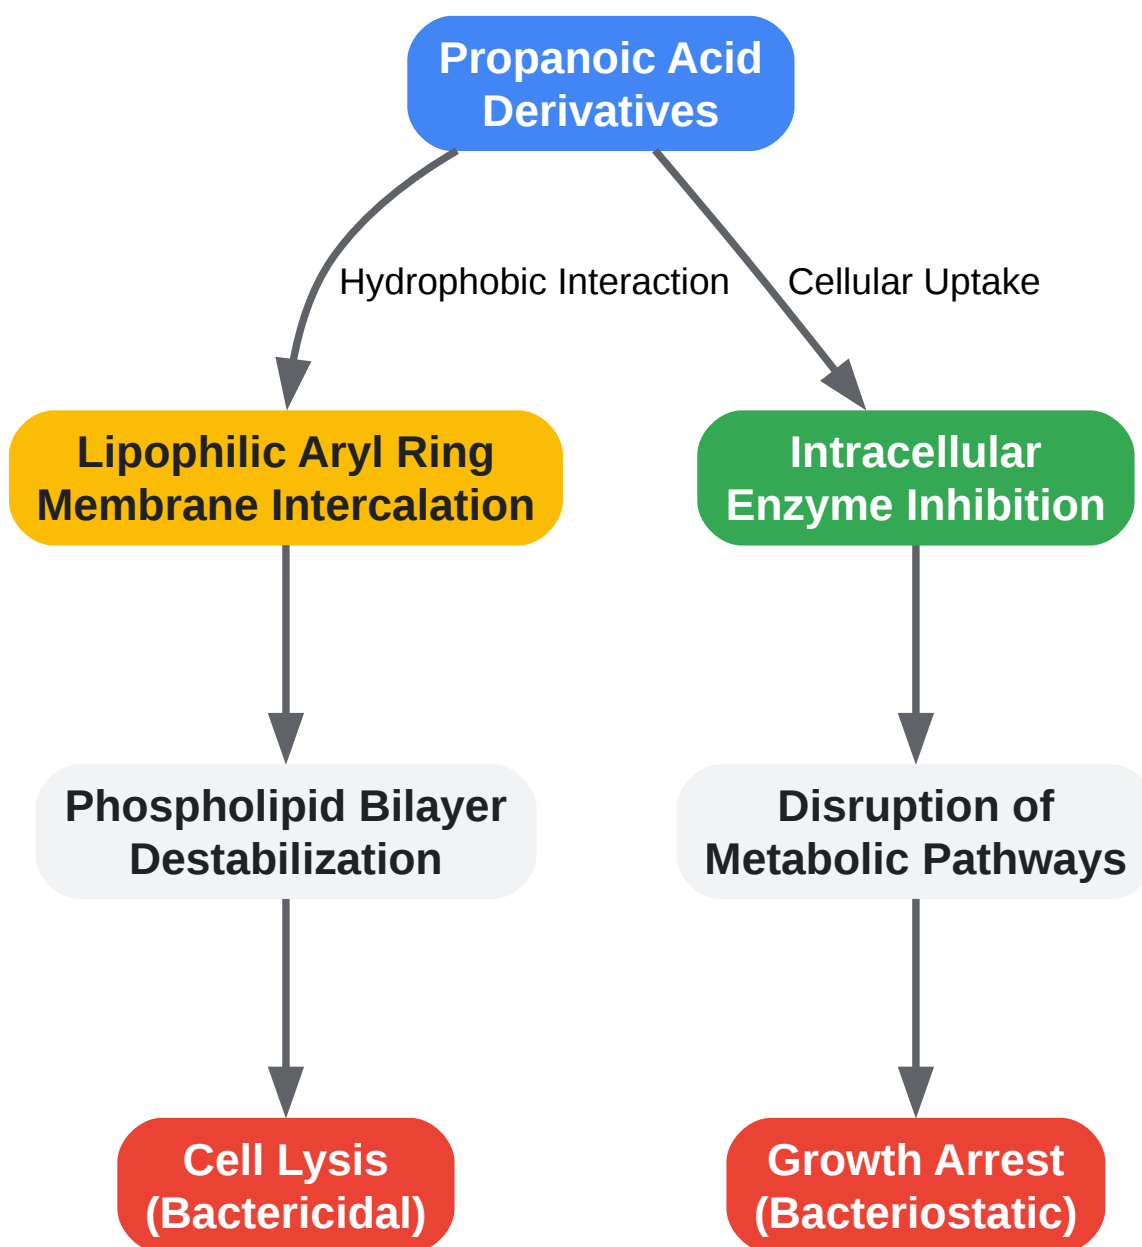 Propanoic Acid
Derivatives
Hydrophobic Interaction
Cellular Uptake
Lipophilic Aryl Ring
Membrane Intercalation
Intracellular
Enzyme Inhibition
Phospholipid Bilayer
Destabilization
Disruption of
Metabolic Pathways
Cell Lysis
(Bactericidal)
Growth Arrest
(Bacteriostatic)